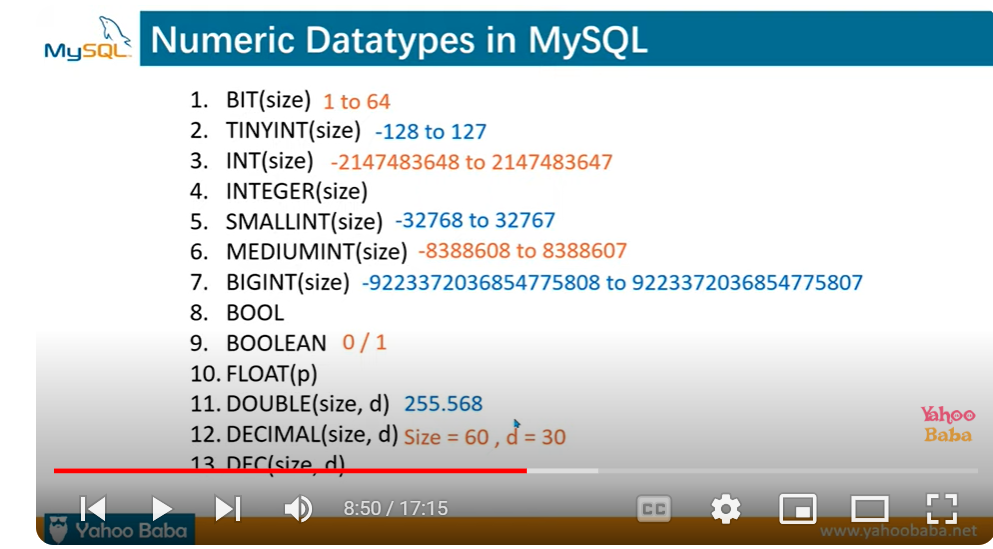 MySQL Numeric Datatypes in MySQL
1. BIT(size) 1 to 64
2. TINYINT(size) -128 to 127
3. INT(size) -2147483648 to 2147483647
4. INTEGER(size)
5. SMALLINT(size) -32768 to 32767
6. MEDIUMINT(size) -8388608 to 8388607
7. BIGINT(size) -9223372036854775808 to 9223372036854775807
8. BOOL
9. BOOLEAN 0 / 1
10. FLOAT(p)
11. DOUBLE(size, d) 255.568
12. DECIMAL(size, d) Size = 60 , d = 30
Yahoo
Baba
13. DEC(size, d)
8:50 / 17:15 CC
Yahoo Baba www.yahoobaba.net